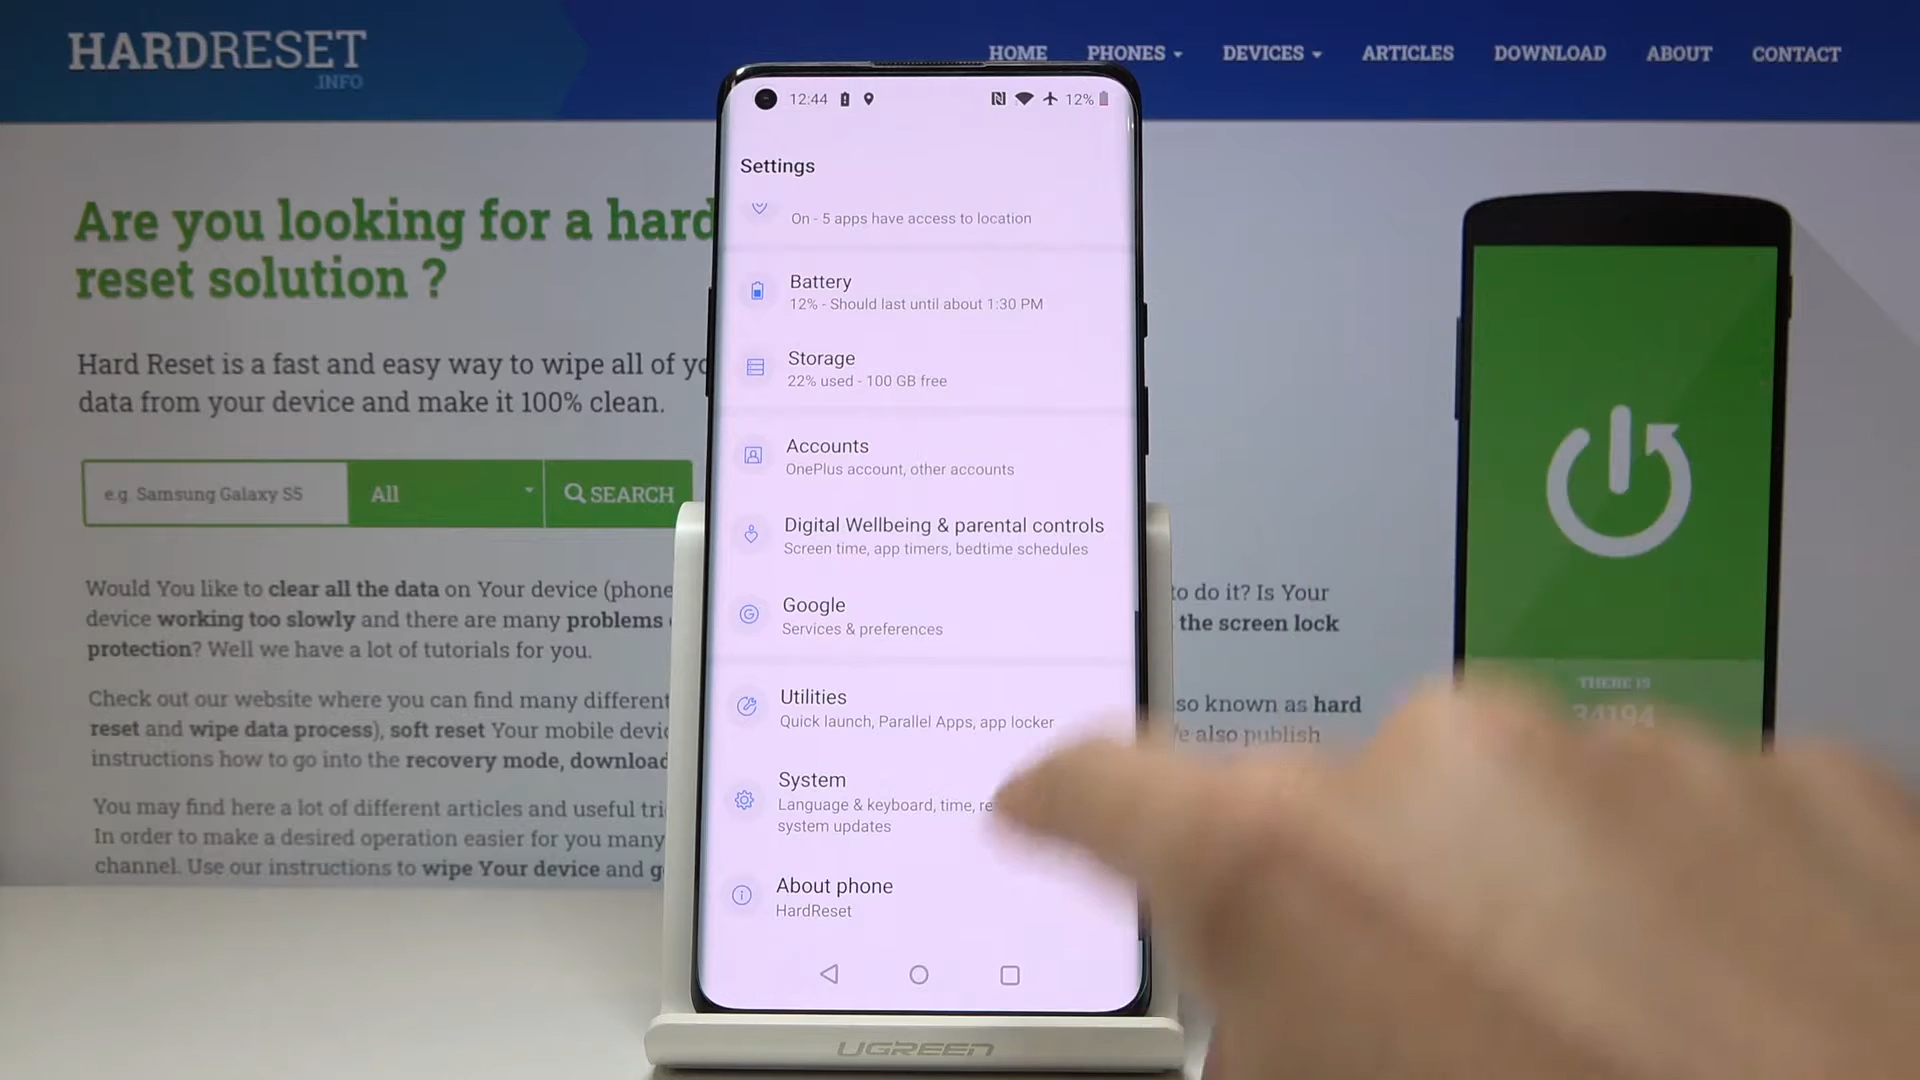 HARDRESET
.INFO
HOME PHONES DEVICES ARTICLES DOWNLOAD ABOUT CONTACT
Are you looking for a hard
reset solution ?
Hard Reset is a fast and easy way to wipe all of
data from your device and make it 100% clean.
e.g. Samsung Galaxy S5 All SEARCH
Would You like to clear all the data on Your device (phone
device working too slowly and there are many problems
protection? Well we have a lot of tutorials for you.
Check out our website where you can find many different
reset and wipe data process), soft reset Your mobile
instructions how to go into the recovery mode, download
You may find here a lot of different articles and useful
In order to make a desired operation easier for you many
channel. Use our instructions to wipe Your device and
to do it? Is Your
the screen lock
so known as hard
also publish
THERE IS
34194
12:44 12%
Settings
On - 5 apps have access to location
Battery
12% - Should last until about 1:30 PM
Storage
22% used - 100 GB free
Accounts
OnePlus account, other accounts
Digital Wellbeing & parental controls
Screen time, app timers, bedtime schedules
Google
Services & preferences
Utilities
Quick launch, Parallel Apps, app locker
System
Language & keyboard, time,
system updates
About phone
HardReset
UGREEN